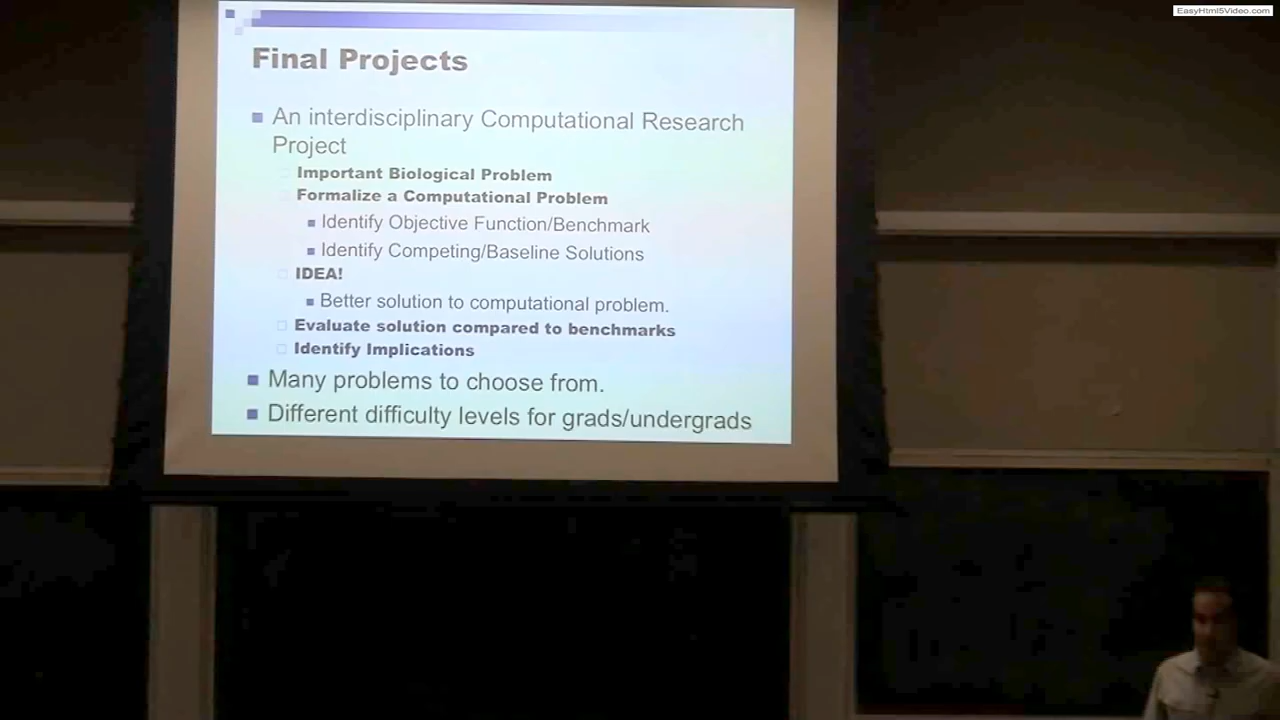 EasyHtml5Video.com
Final Projects
An interdisciplinary Computational Research
Project
Important Biological Problem
Formalize a Computational Problem
Identify Objective Function/Benchmark
Identify Competing/Baseline Solutions
IDEA!
Better solution to computational problem.
Evaluate solution compared to benchmarks
Identify Implications
Many problems to choose from.
Different difficulty levels for grads/undergrads